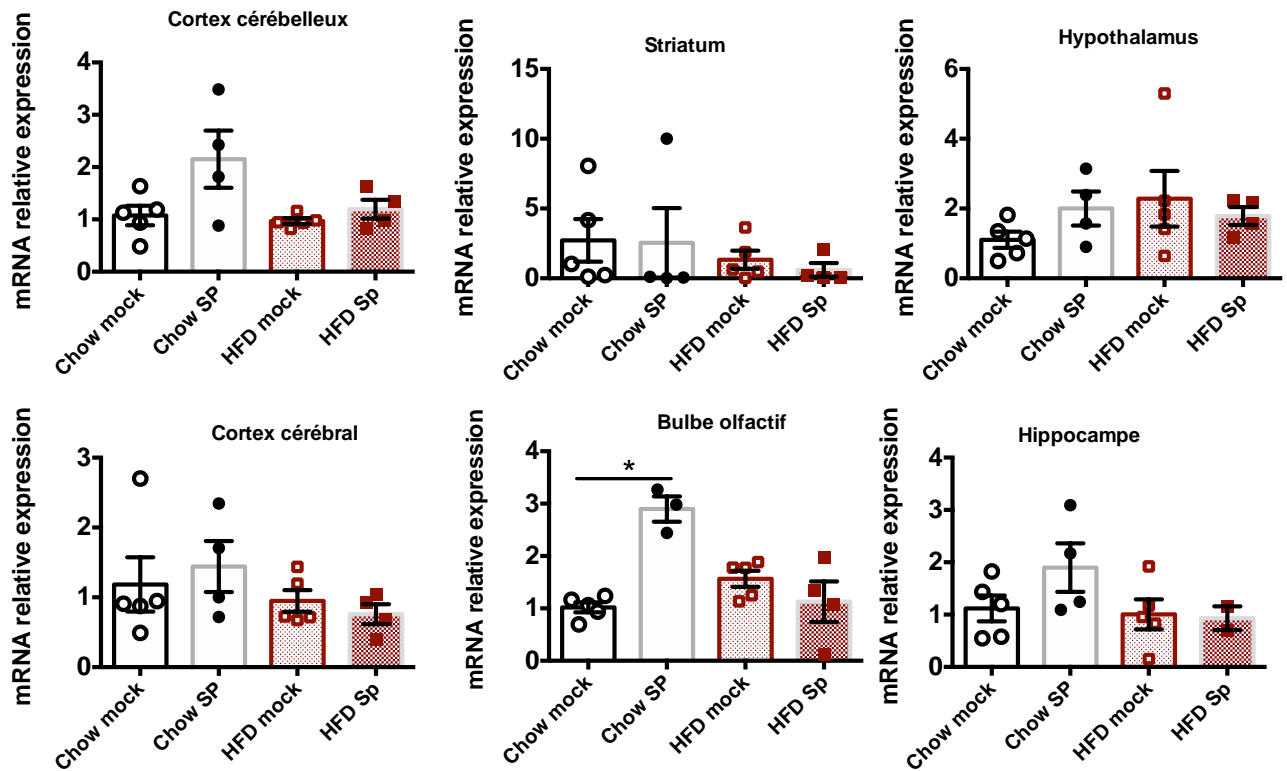 Cortex cérébelleux
mRNA relative expression
4
3
2
1
0
Chow mock
Chow SP
HFD mock
HFD Sp
Striatum
mRNA relative expression
15
10
5
0
Chow mock
Chow SP
HFD mock
HFD Sp
Hypothalamus
mRNA relative expression
6
4
2
0
Chow mock
Chow SP
HFD mock
HFD Sp
Cortex cérébral
mRNA relative expression
3
2
1
0
Chow mock
Chow SP
HFD mock
HFD Sp
Bulbe olfactif
mRNA relative expression
4
3
2
1
0
*
Chow mock
Chow SP
HFD mock
HFD Sp
Hippocampe
mRNA relative expression
4
3
2
1
0
Chow mock
Chow SP
HFD mock
HFD Sp